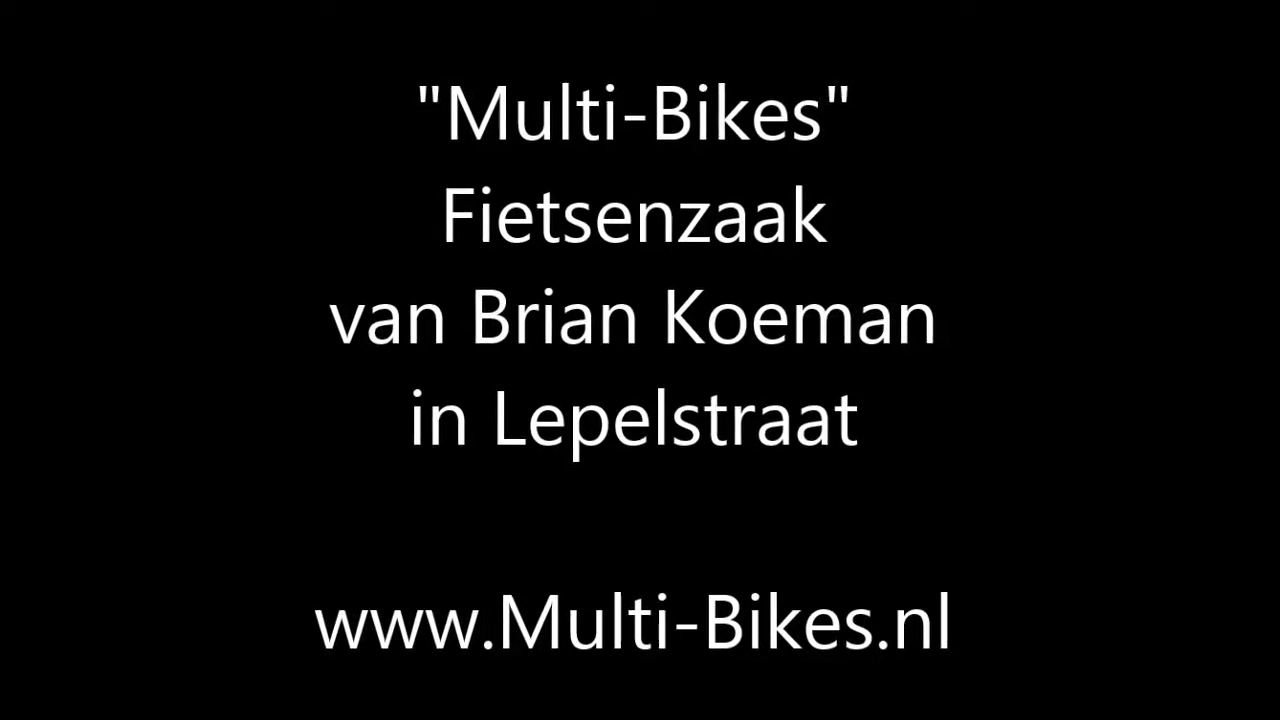 "Multi-Bikes"
Fietsenzaak
van Brian Koeman
in Lepelstraat
www.Multi-Bikes.nl